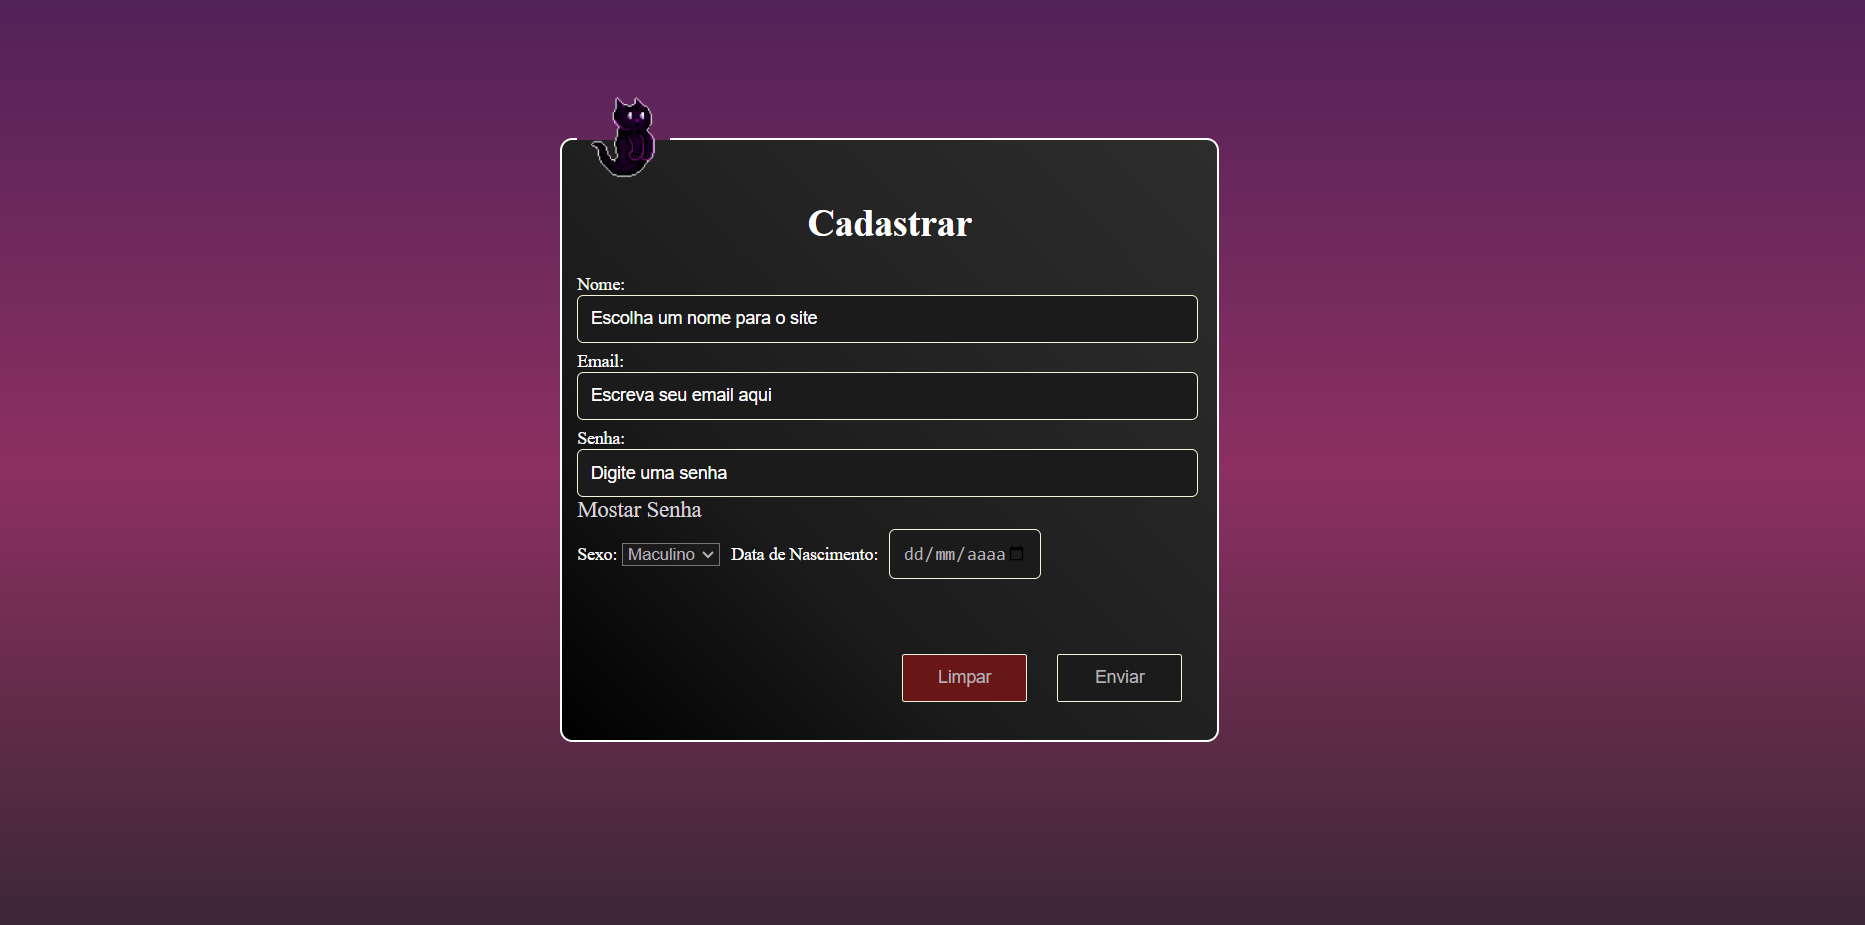 Cadastrar
Nome:
Escolha um nome para o site
Email:
Escreva seu email aqui
Senha:
Digite uma senha
Mostar Senha
Sexo: Maculino Data de Nascimento: dd/mm/aaaa
Limpar Enviar